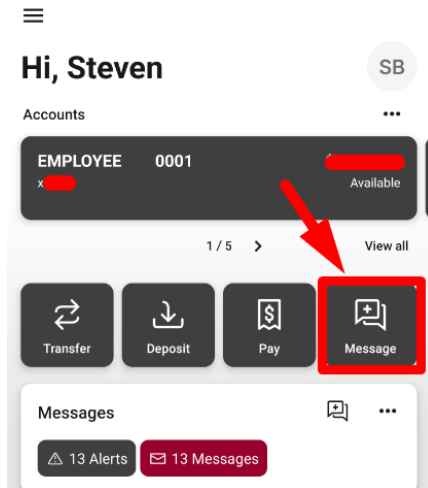 Hi, Steven
SB
Accounts
EMPLOYEE 0001
x
Available
1 / 5
View all
Transfer
Deposit
Pay
Message
Messages
13 Alerts
13 Messages